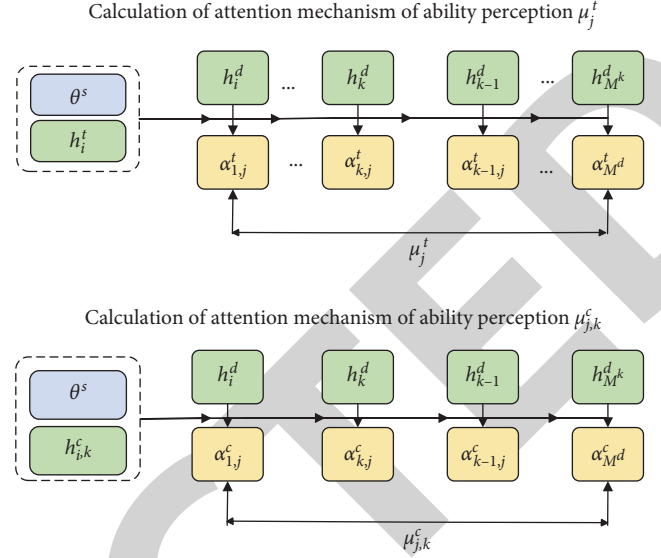 Calculation of attention mechanism of ability perception μ_j^t
θ^s
h_i^t
h_i^d ... h_k^d h_{k-1}^d ... h_{M^k}^d
α_{1,j}^t ... α_{k,j}^t α_{k-1,j}^t ... α_{M^d}^t
μ_j^t
Calculation of attention mechanism of ability perception μ_{j,k}^c
θ^s
h_{i,k}^c
h_i^d h_k^d h_{k-1}^d h_{M^k}^d
α_{1,j}^c α_{k,j}^c α_{k-1,j}^c α_{M^d}^c
μ_{j,k}^c
CTED